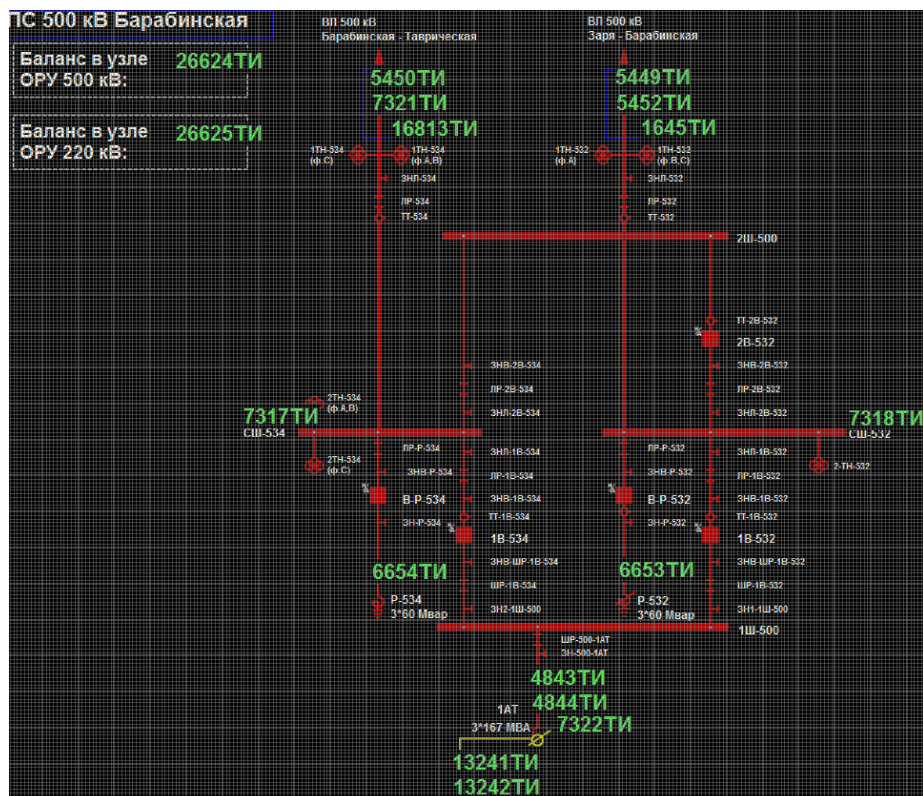 ПС 500 кВ Барабинская
Баланс в узле
ОРУ 500 кВ:
26624ТИ
Баланс в узле
ОРУ 220 кВ:
26625ТИ
ВЛ 500 кВ
Барабинская - Таврическая
ВЛ 500 кВ
Заря - Барабинская
5450ТИ
7321ТИ
16813ТИ
5449ТИ
5452ТИ
1645ТИ
1ТН-534
(ф.С)
1ТН-534
(ф.А,В)
1ТН-532
(ф.А)
1ТН-532
(ф.В,С)
ЗНЛ-534
ЛР-534
ТТ-534
ЗНЛ-532
ЛР-532
ТТ-532
2Ш-500
ТТ-2В-532
2В-532
ЗНВ-2В-534
ЛР-2В-534
ЗНЛ-2В-534
ЗНВ-2В-532
ЛР-2В-532
ЗНЛ-2В-532
2ТН-534
(ф.А,В)
7317ТИ
СШ-534
7318ТИ
СШ-532
2ТН-534
(ф.С)
ЛР-Р-534
ЗНВ-Р-534
В-Р-534
ЗН-Р-534
ЗНЛ-1В-534
ЛР-1В-534
ЗНВ-1В-534
ТТ-1В-534
1В-534
ЗНВ-ШР-1В-534
ШР-1В-534
ЗН2-1Ш-500
ЛР-Р-532
ЗНВ-Р-532
В-Р-532
ЗН-Р-532
ЗНЛ-1В-532
ЛР-1В-532
ЗНВ-1В-532
ТТ-1В-532
1В-532
ЗНВ-ШР-1В-532
ШР-1В-532
ЗН1-1Ш-500
2-ТН-532
6654ТИ
Р-534
3*60 Мвар
6653ТИ
Р-532
3*60 Мвар
1Ш-500
ШР-500-1АТ
ЗН-500-1АТ
4843ТИ
4844ТИ
1АТ
3*167 МВА
7322ТИ
13241ТИ
13242ТИ